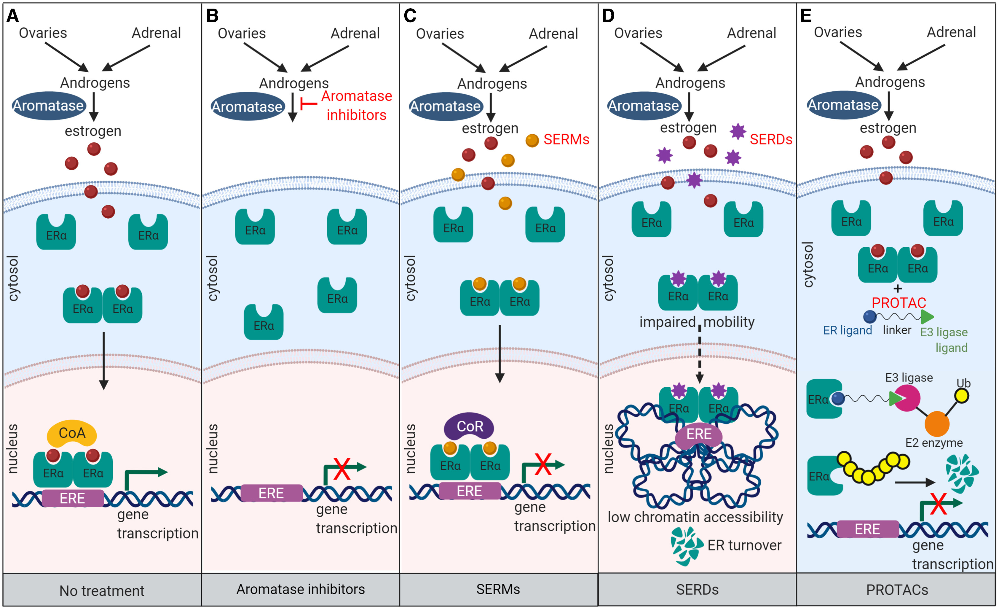 A
Ovaries
Adrenal
Androgens
Aromatase
estrogen
ERα
ERα
cytosol
ERα
ERα
nucleus
CoA
ERα
ERα
ERE
gene
transcription
No treatment
B
Ovaries
Adrenal
Androgens
Aromatase
Aromatase
inhibitors
ERα
ERα
cytosol
ERα
ERα
nucleus
X
ERE
gene
transcription
Aromatase inhibitors
C
Ovaries
Adrenal
Androgens
Aromatase
estrogen
SERMs
ERα
ERα
cytosol
ERα
ERα
nucleus
CoR
ERα
ERα
X
ERE
gene
transcription
SERMs
D
Ovaries
Adrenal
Androgens
Aromatase
estrogen
SERDs
ERα
ERα
cytosol
ERα
ERα
impaired mobility
nucleus
ERα
ERα
ERE
low chromatin accessibility
ER turnover
SERDs
E
Ovaries
Adrenal
Androgens
Aromatase
estrogen
ERα
ERα
cytosol
ERα
ERα
+
PROTAC
ER ligand
linker
E3 ligase
ligand
E3 ligase
Ub
ERα
E2 enzyme
ERα
X
ERE
gene
transcription
PROTACs